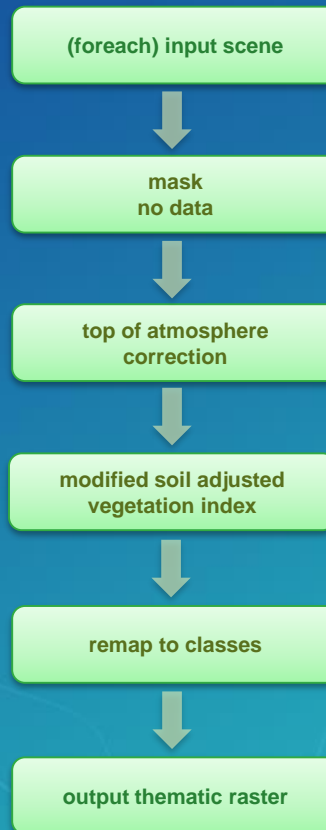 (foreach) input scene
mask
no data
top of atmosphere
correction
modified soil adjusted
vegetation index
remap to classes
output thematic raster